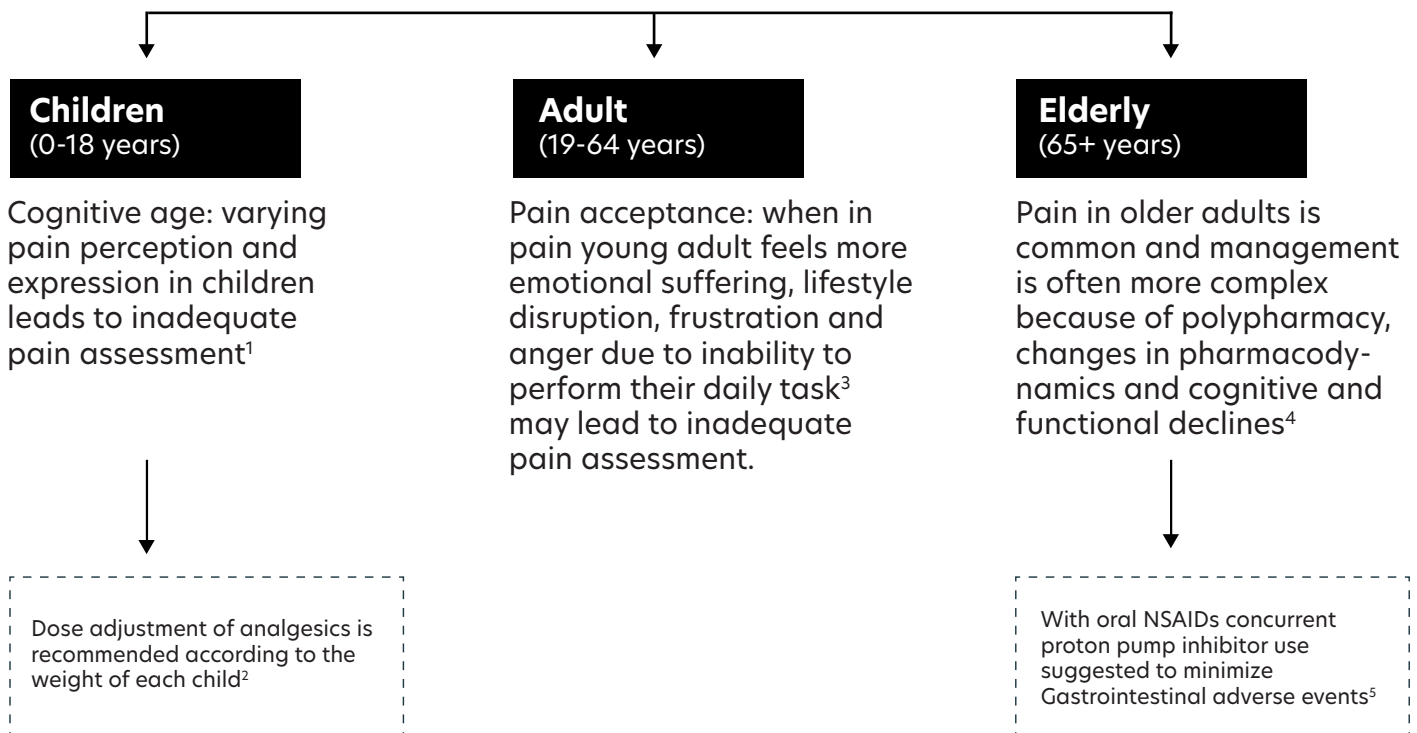 Children
(0-18 years)
Cognitive age: varying
pain perception and
expression in children
leads to inadequate
pain assessment¹
Dose adjustment of analgesics is
recommended according to the
weight of each child²
Adult
(19-64 years)
Pain acceptance: when in
pain young adult feels more
emotional suffering, lifestyle
disruption, frustration and
anger due to inability to
perform their daily task³
may lead to inadequate
pain assessment.
Elderly
(65+ years)
Pain in older adults is
common and management
is often more complex
because of polypharmacy,
changes in pharmacody-
namics and cognitive and
functional declines⁴
With oral NSAIDs concurrent
proton pump inhibitor use
suggested to minimize
Gastrointestinal adverse events⁵